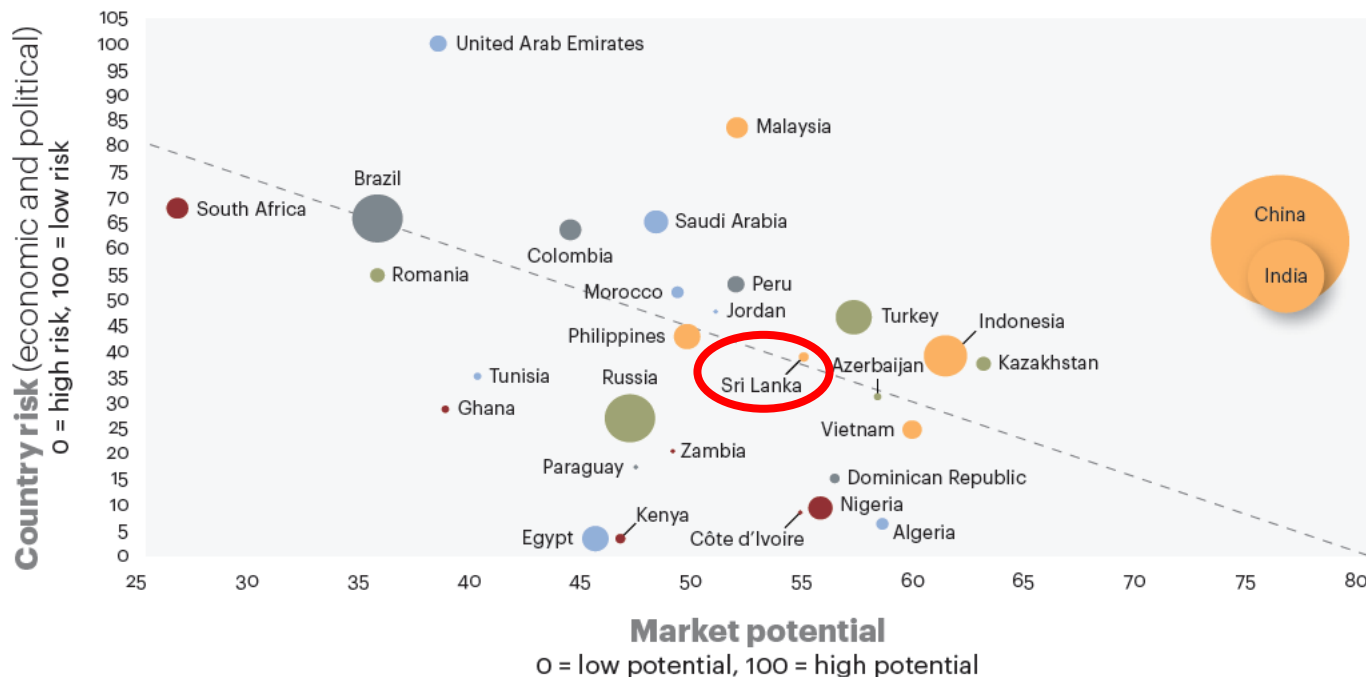 Country risk (economic and political)
0 = high risk, 100 = low risk
105
100
95
90
85
80
75
70
65
60
55
50
45
40
35
30
25
20
15
10
5
0
United Arab Emirates
Malaysia
Brazil
South Africa
Saudi Arabia
China
Colombia
Romania
India
Morocco
Peru
Jordan
Philippines
Turkey
Indonesia
Sri Lanka
Azerbaijan
Kazakhstan
Tunisia
Russia
Ghana
Vietnam
Zambia
Paraguay
Dominican Republic
Nigeria
Kenya
Egypt
Côte d'Ivoire
Algeria
25 30 35 40 45 50 55 60 65 70 75 80
Market potential
0 = low potential, 100 = high potential